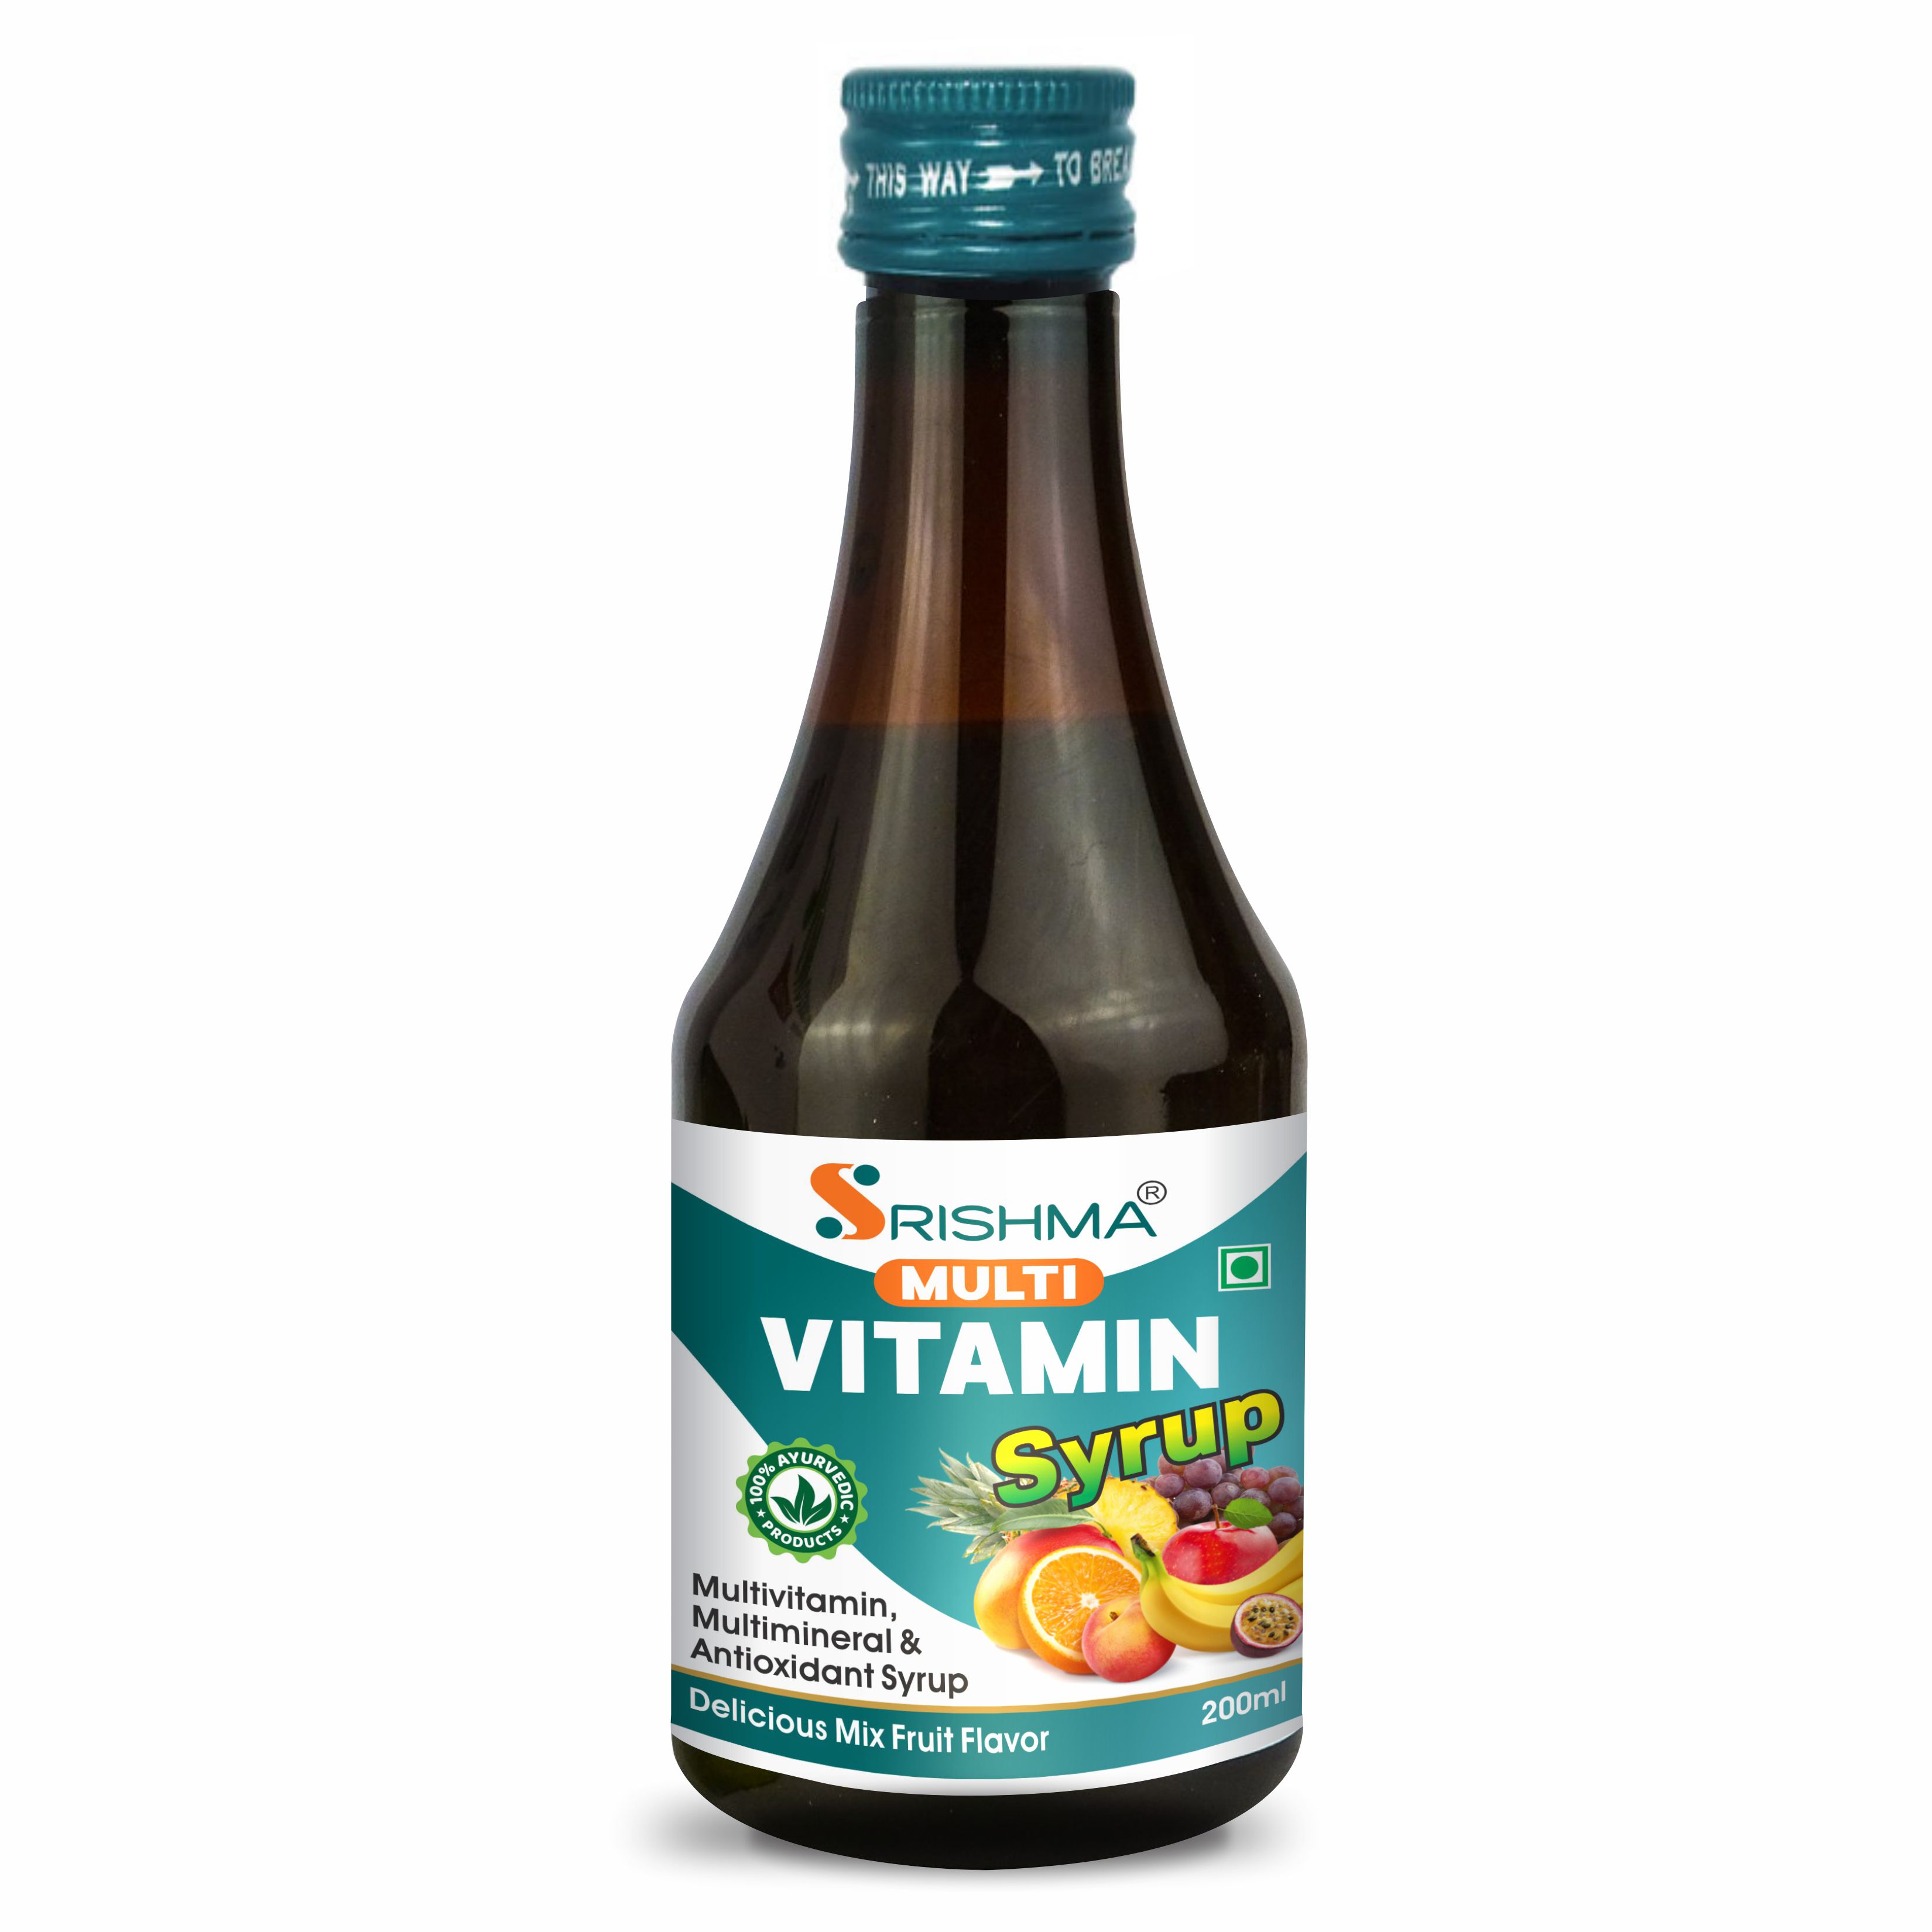 THIS WAY TO BREA
SRISHMA®
MULTI
VITAMIN
Syrup
100% AYURVEDIC
PRODUCTS
Multivitamin,
Multimineral &
Antioxidant Syrup
Delicious Mix Fruit Flavor
200ml